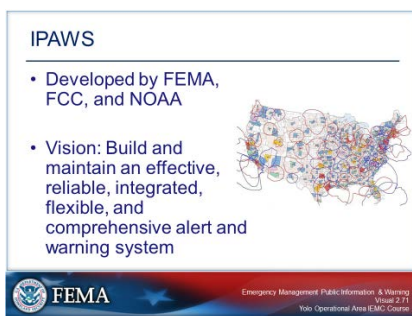 IPAWS
• Developed by FEMA,
FCC, and NOAA
• Vision: Build and
maintain an effective,
reliable, integrated,
flexible, and
comprehensive alert and
warning system
FEMA
Emergency Management Public Information & Warning
Visual 2.71
Yolo Operational Area IEMC Course